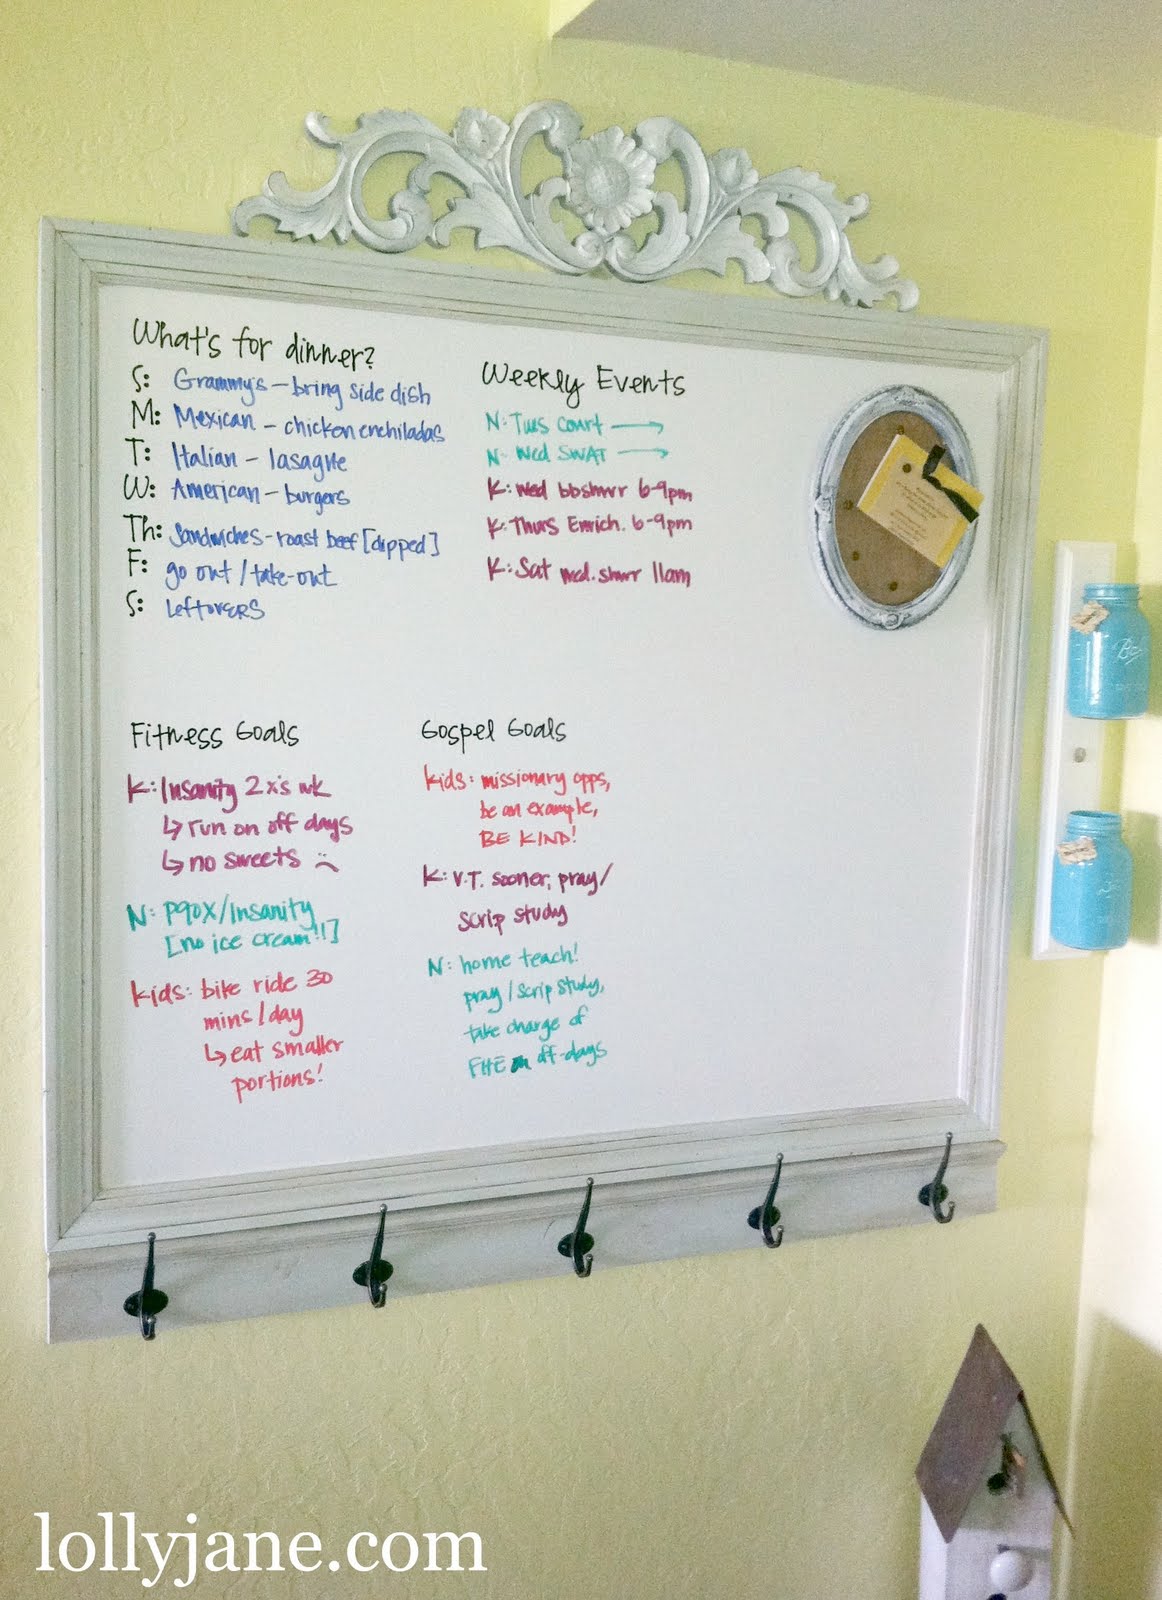 What's for dinner?
S: Grammy's - bring side dish
M: Mexican - chicken enchiladas
T: Italian - lasagne
W: American - burgers
Th: Sandwiches - roast beef [dipped]
F: go out / take-out
S: Leftovers
Weekly Events
N: Tues Court →
N: Wed SWAT →
K: Wed bbshwr 6-9pm
K: Thurs Enrich. 6-9pm
K: Sat wed. shwr 11am
Fitness Goals
K: Insanity 2x's wk
↳ run on off days
↳ no sweets :(
N: P90X/Insanity
[no ice cream!!]
kids: bike ride 30
mins/day
↳ eat smaller
portions!
Gospel Goals
kids: missionary opps,
be an example,
BE KIND!
K: V.T. sooner, pray/
scrip study
N: home teach!
pray/scrip study,
take charge of
FHE on off-days
Ball
lollyjane.com